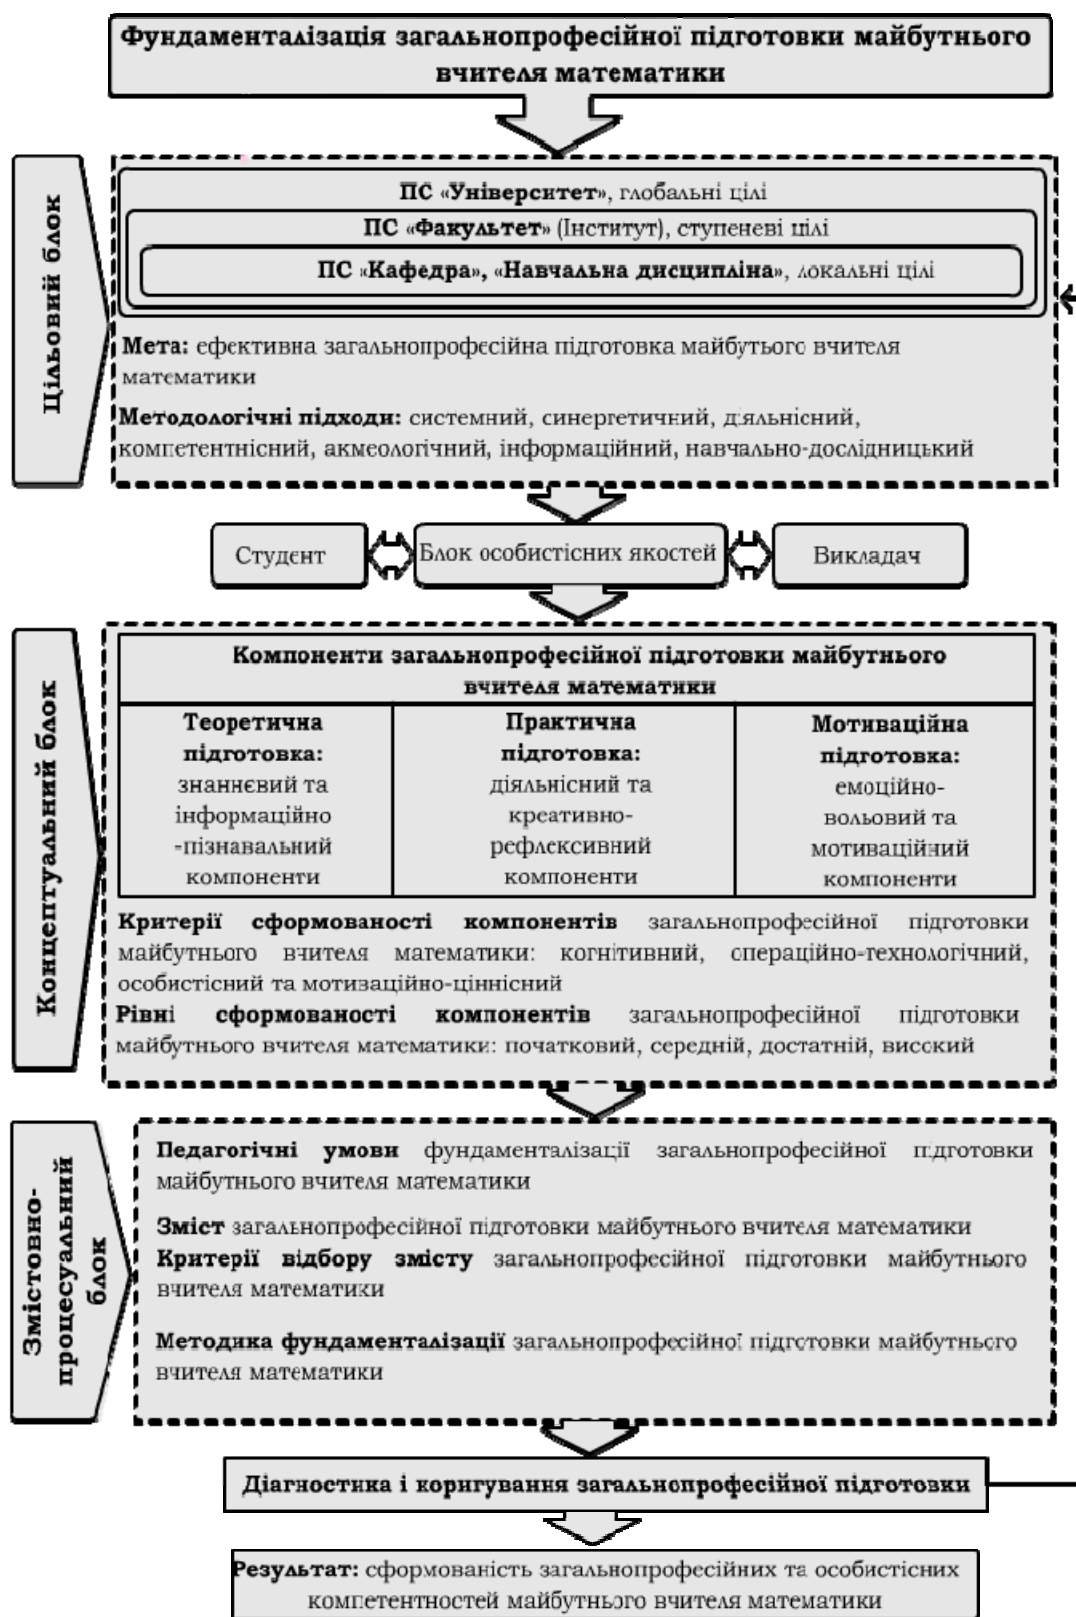 Фундаменталізація загальнопрофесійної підготовки майбутнього
вчителя математики
Цільовий блок
ПС «Університет», глобальні цілі
ПС «Факультет» (Інститут), ступеневі цілі
ПС «Кафедра», «Навчальна дисципліна», локальні цілі
Мета: ефективна загальнопрофесійна підготовка майбутього вчителя
математики
Методологічні підходи: системний, синергетичний, діяльнісний,
компетентнісний, акмеологічний, інформаційний, навчально-дослідницький
Студент
Блок особистісних якостей
Викладач
Концептуальний блок
Компоненти загальнопрофесійної підготовки майбутнього
вчителя математики
Теоретична
підготовка:
знаннєвий та
інформаційно
-пізнавальний
компоненти
Практична
підготовка:
діяльнісний та
креативно-
рефлексивний
компоненти
Мотиваційна
підготовка:
емоційно-
вольовий та
мотиваційний
компоненти
Критерії сформованості компонентів загальнопрофесійної підготовки
майбутнього вчителя математики: когнітивний, операційно-технологічний,
особистісний та мотиваційно-ціннісний
Рівні сформованості компонентів загальнопрофесійної підготовки
майбутнього вчителя математики: початковий, середній, достатній, високий
Змістовно-
процесуальний
блок
Педагогічні умови фундаменталізації загальнопрофесійної підготовки
майбутнього вчителя математики
Зміст загальнопрофесійної підготовки майбутнього вчителя математики
Критерії відбору змісту загальнопрофесійної підготовки майбутнього
вчителя математики
Методика фундаменталізації загальнопрофесійної підготовки майбутнього
вчителя математики
Діагностика і коригування загальнопрофесійної підготовки
Результат: сформованість загальнопрофесійних та особистісних
компетентностей майбутнього вчителя математики